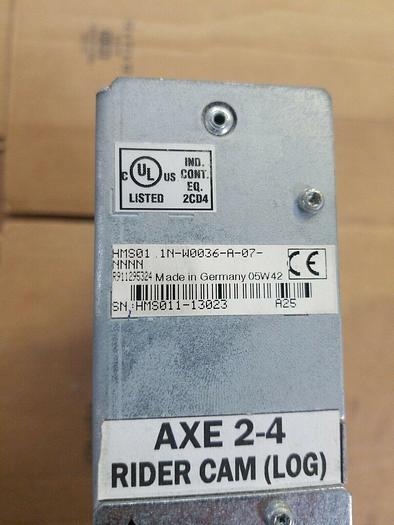 C UL US
LISTED
IND.
CONT.
EQ.
2CD4
HMS01.1N-W0036-A-07-
NNNN
R911295324 Made in Germany 05W42
CE
SN:HMS011-13023 A25
AXE 2-4
RIDER CAM (LOG)